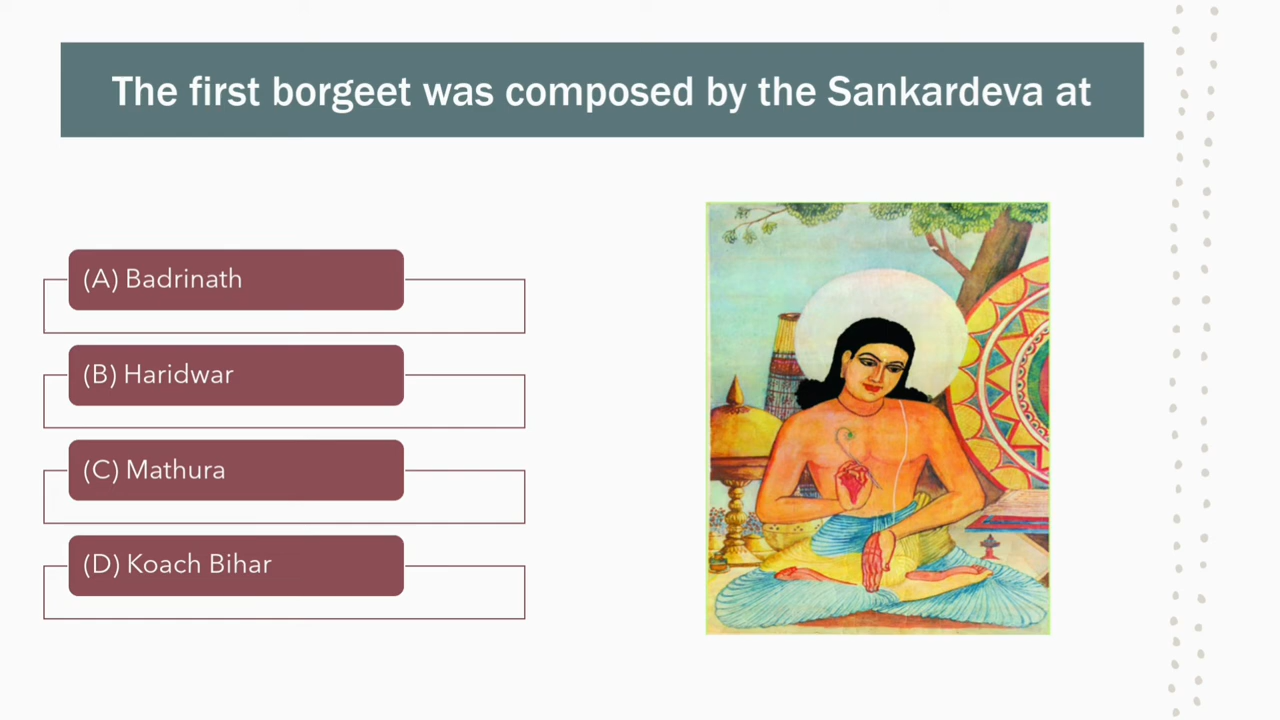 The first borgeet was composed by the Sankardeva at
(A) Badrinath
(B) Haridwar
(C) Mathura
(D) Koach Bihar